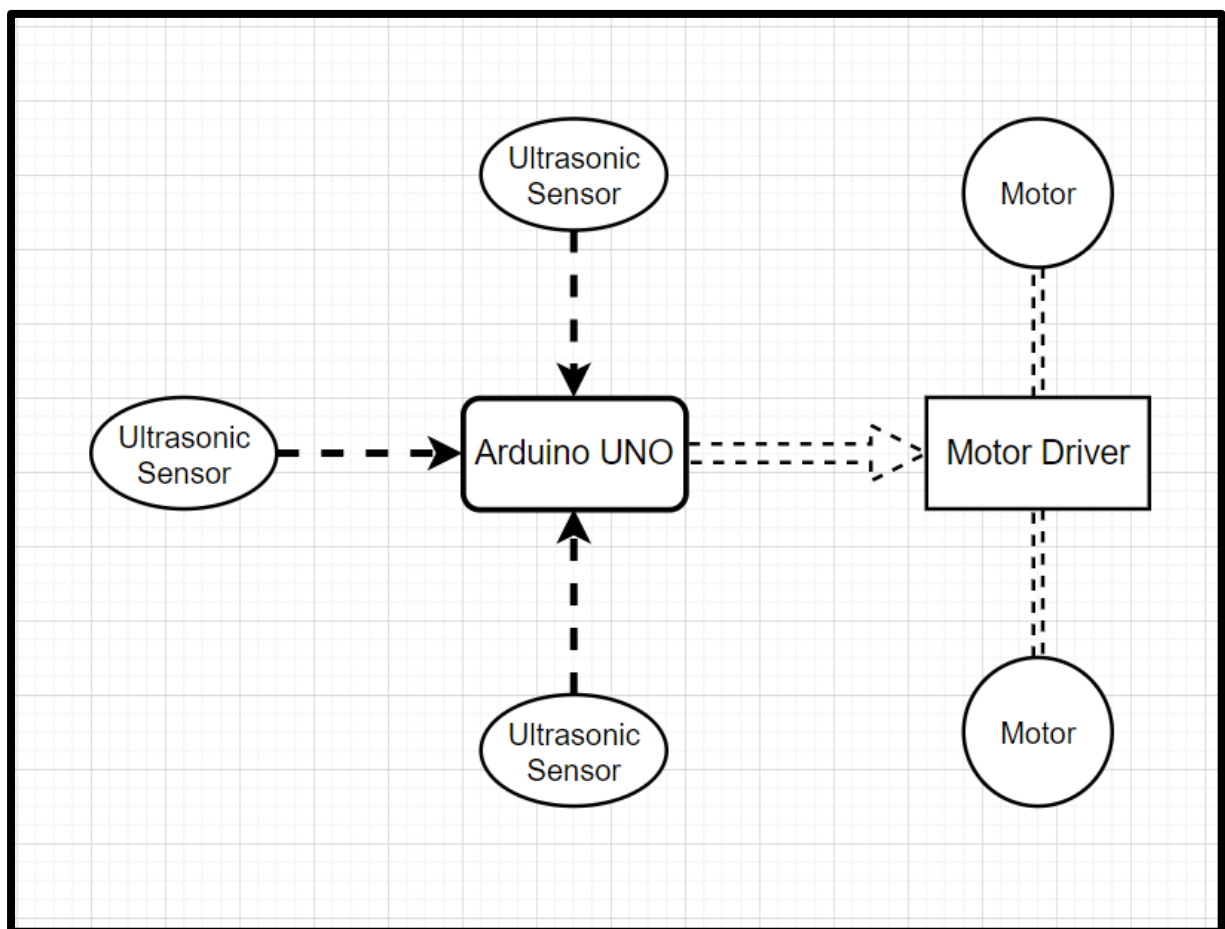 Ultrasonic
Sensor
Motor
Ultrasonic
Sensor
Arduino UNO
Motor Driver
Ultrasonic
Sensor
Motor